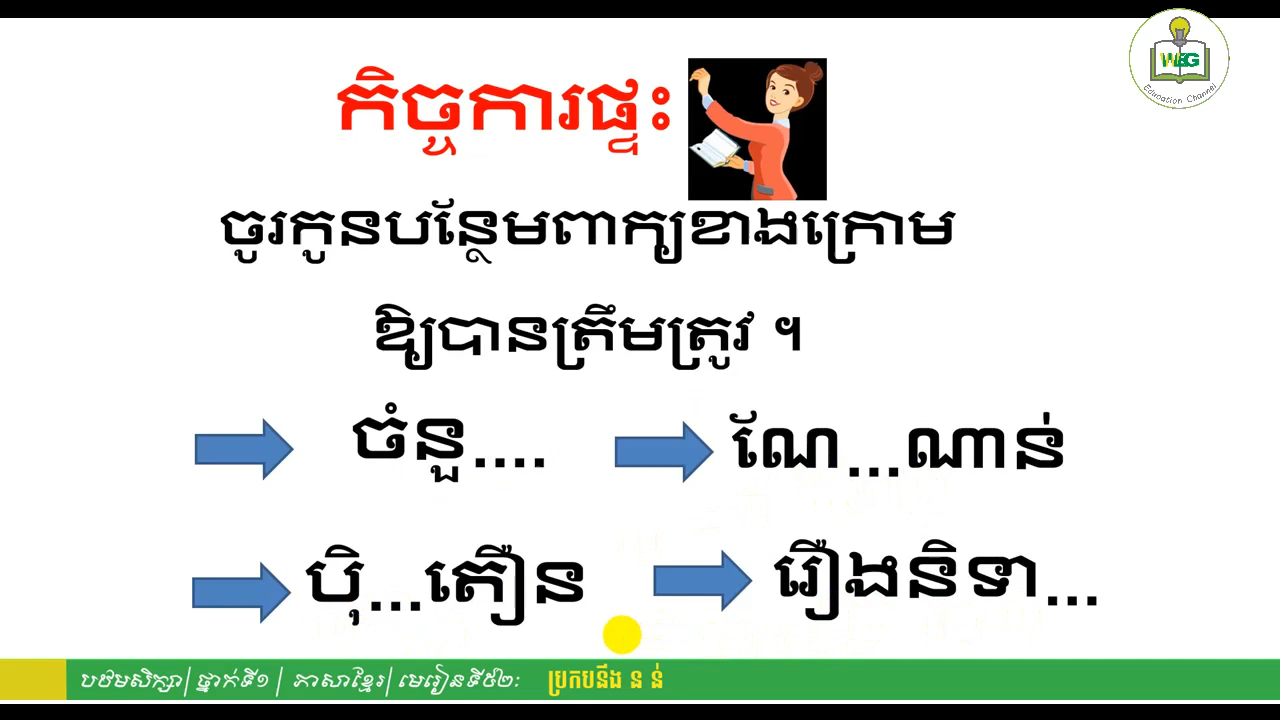 WEG
Education Channel
កិច្ចការផ្ទះ
ចូរកូនបន្ថែមពាក្យខាងក្រោម
ឱ្យបានត្រឹមត្រូវ ។
ចំនួ.... ណែ...ណាន់
ប៊ិ...តឿន រឿងនិទា...
បឋមសិក្សា| ថ្នាក់ទី១ | ភាសាខ្មែរ| មេរៀនទី៥២: ប្រកបនឹង ន ន់